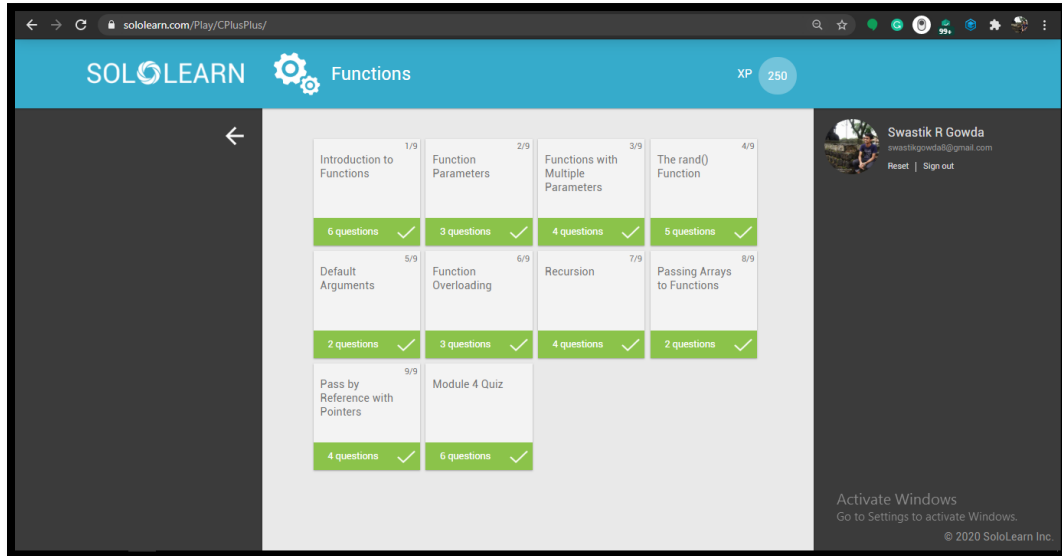 sololearn.com/Play/CPlusPlus/
99+
SOLOLEARN
Functions
XP 250
Swastik R Gowda
swastikgowda8@gmail.com
Reset | Sign out
1/9
Introduction to
Functions
6 questions
2/9
Function
Parameters
3 questions
3/9
Functions with
Multiple
Parameters
4 questions
4/9
The rand()
Function
5 questions
5/9
Default
Arguments
2 questions
6/9
Function
Overloading
3 questions
7/9
Recursion
4 questions
8/9
Passing Arrays
to Functions
2 questions
9/9
Pass by
Reference with
Pointers
4 questions
Module 4 Quiz
6 questions
Activate Windows
Go to Settings to activate Windows.
© 2020 SoloLearn Inc.